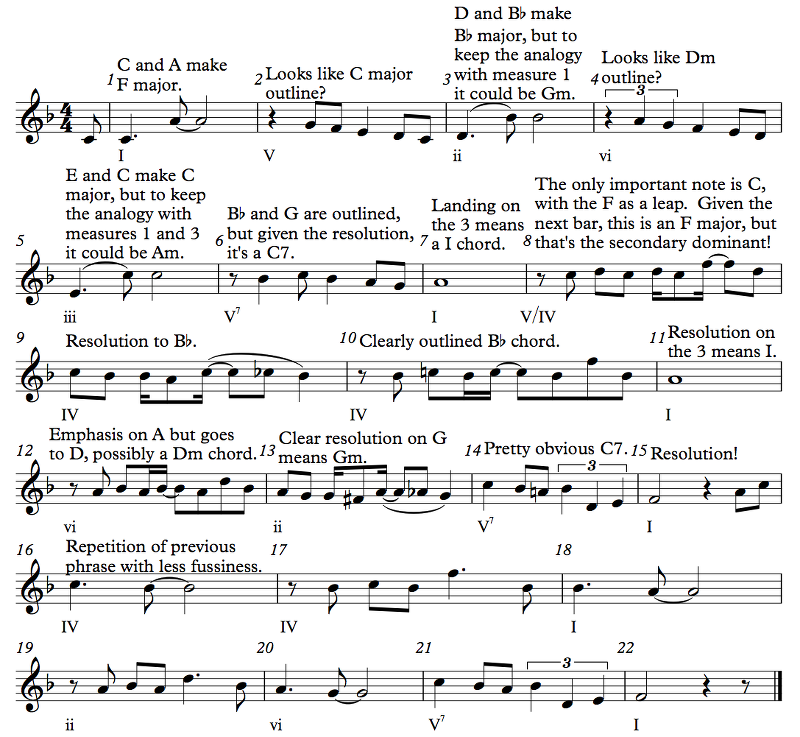 D and B♭ make
C and A make
F major.
Looks like C major
outline?
B♭ major, but to
keep the analogy
with measure 1
it could be Gm.
Looks like Dm
outline?
1 2 3 4
3
4
4
I V ii vi
E and C make C
major, but to keep
the analogy with
measures 1 and 3
it could be Am.
B♭ and G are outlined,
but given the resolution,
it's a C7.
Landing on
the 3 means
a I chord.
The only important note is C,
with the F as a leap. Given the
next bar, this is an F major, but
that's the secondary dominant!
5 6 7 8
iii V7 I V/IV
9 Resolution to B♭. 10 Clearly outlined B♭ chord. 11 Resolution on
the 3 means I.
IV IV I
12 Emphasis on A but goes
to D, possibly a Dm chord.
13 Clear resolution on G
means Gm.
14 Pretty obvious C7. 15 Resolution!
3
vi ii V7 I
16 Repetition of previous
phrase with less fussiness.
17 18
IV IV I
19 20 21 22
3
ii vi V7 I